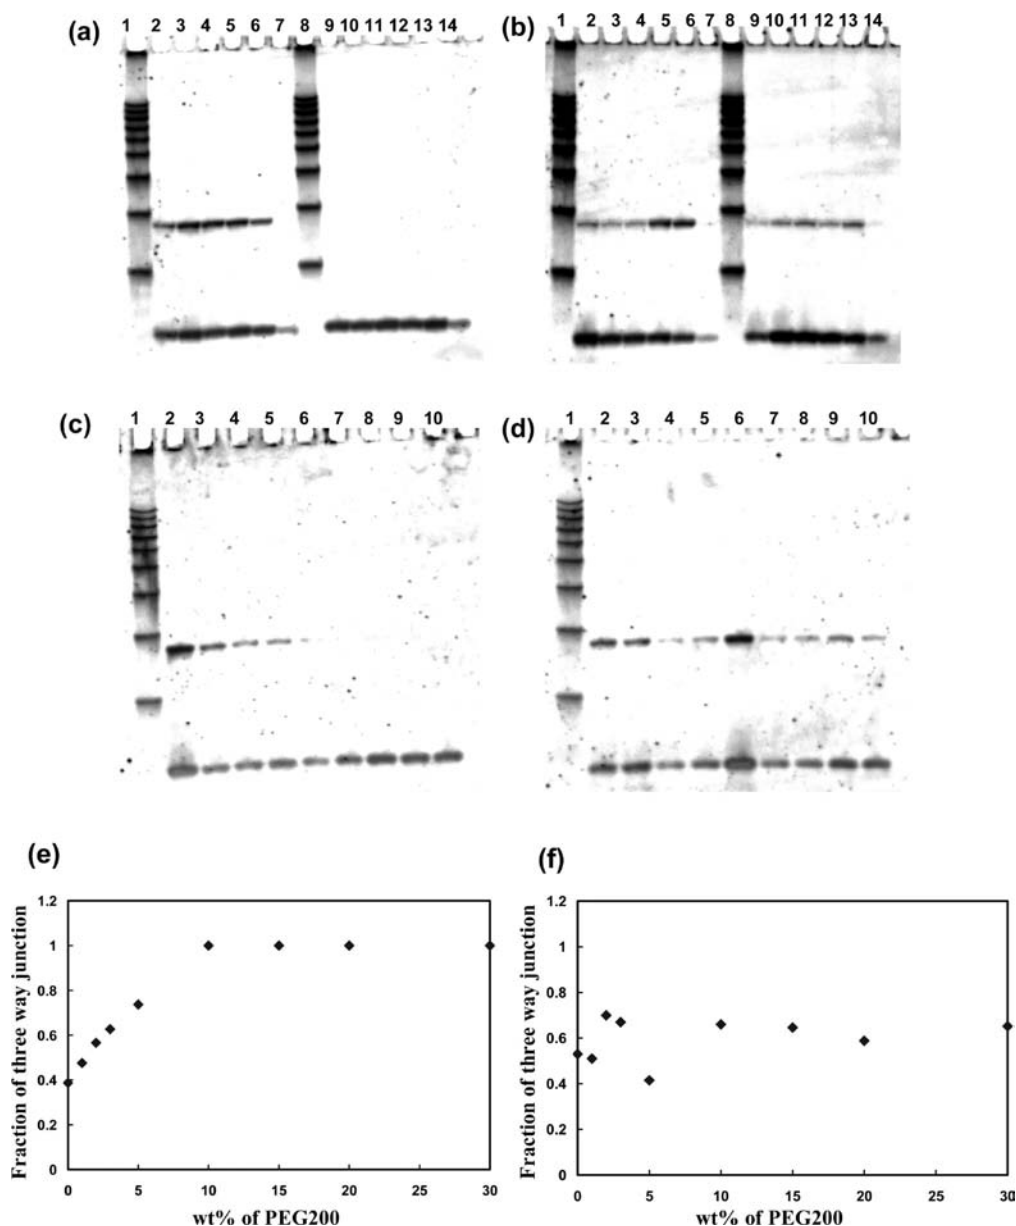 (a) 1 2 3 4 5 6 7 8 9 10 11 12 13 14
(b) 1 2 3 4 5 6 7 8 9 10 11 12 13 14
(c) 1 2 3 4 5 6 7 8 9 10
(d) 1 2 3 4 5 6 7 8 9 10
(e)
1.2
1
0.8
0.6
0.4
0.2
0
0 5 10 15 20 25 30
Fraction of three way junction
wt% of PEG200
(f)
1.2
1
0.8
0.6
0.4
0.2
0
0 5 10 15 20 25 30
Fraction of three way junction
wt% of PEG200